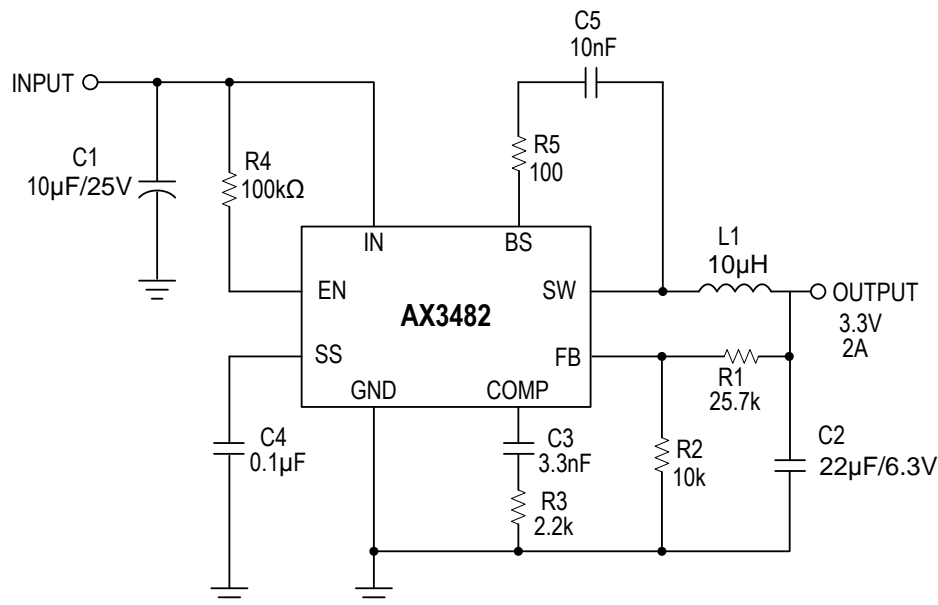 C5
10nF
INPUT
R5
100
C1
10µF/25V
R4
100kΩ
IN
BS
L1
10µH
EN
SW
OUTPUT
3.3V
2A
AX3482
SS
FB
GND
COMP
R1
25.7k
C4
0.1µF
C3
3.3nF
R2
10k
C2
22µF/6.3V
R3
2.2k